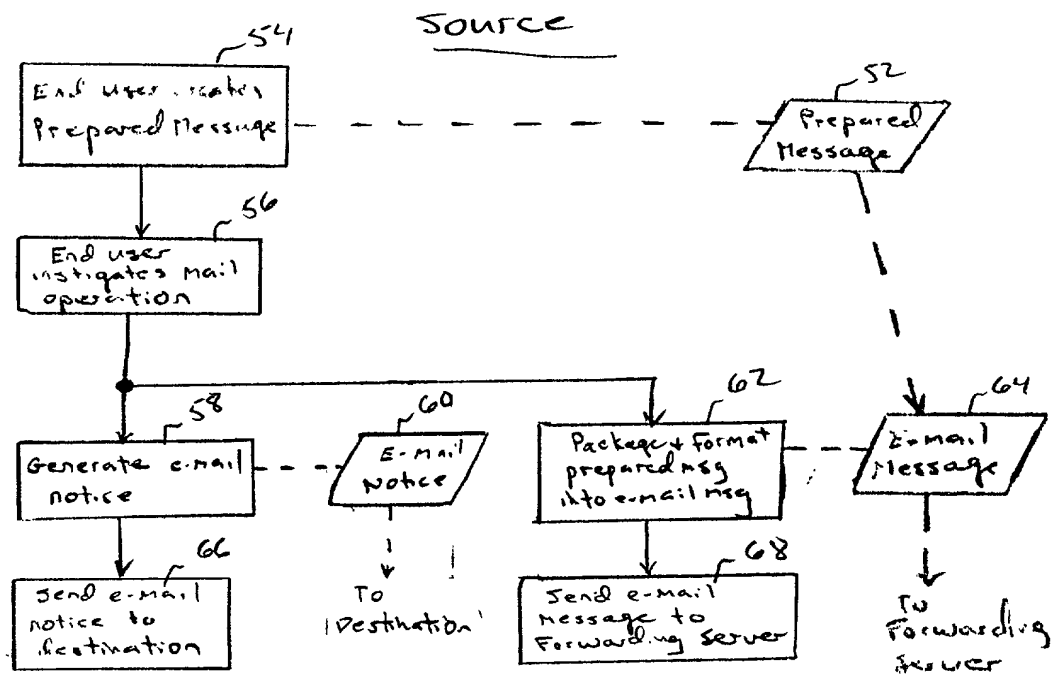 Source
54
End user creates
Prepared Message
52
Prepared
Message
56
End user
instigates mail
operation
58
Generate e-mail
notice
60
E-mail
Notice
62
Package + Format
prepared msg
into e-mail msg
64
E-mail
Message
66
Send e-mail
notice to
destination
To
Destination
68
Send e-mail
Message to
Forwarding Server
To
Forwarding
Server